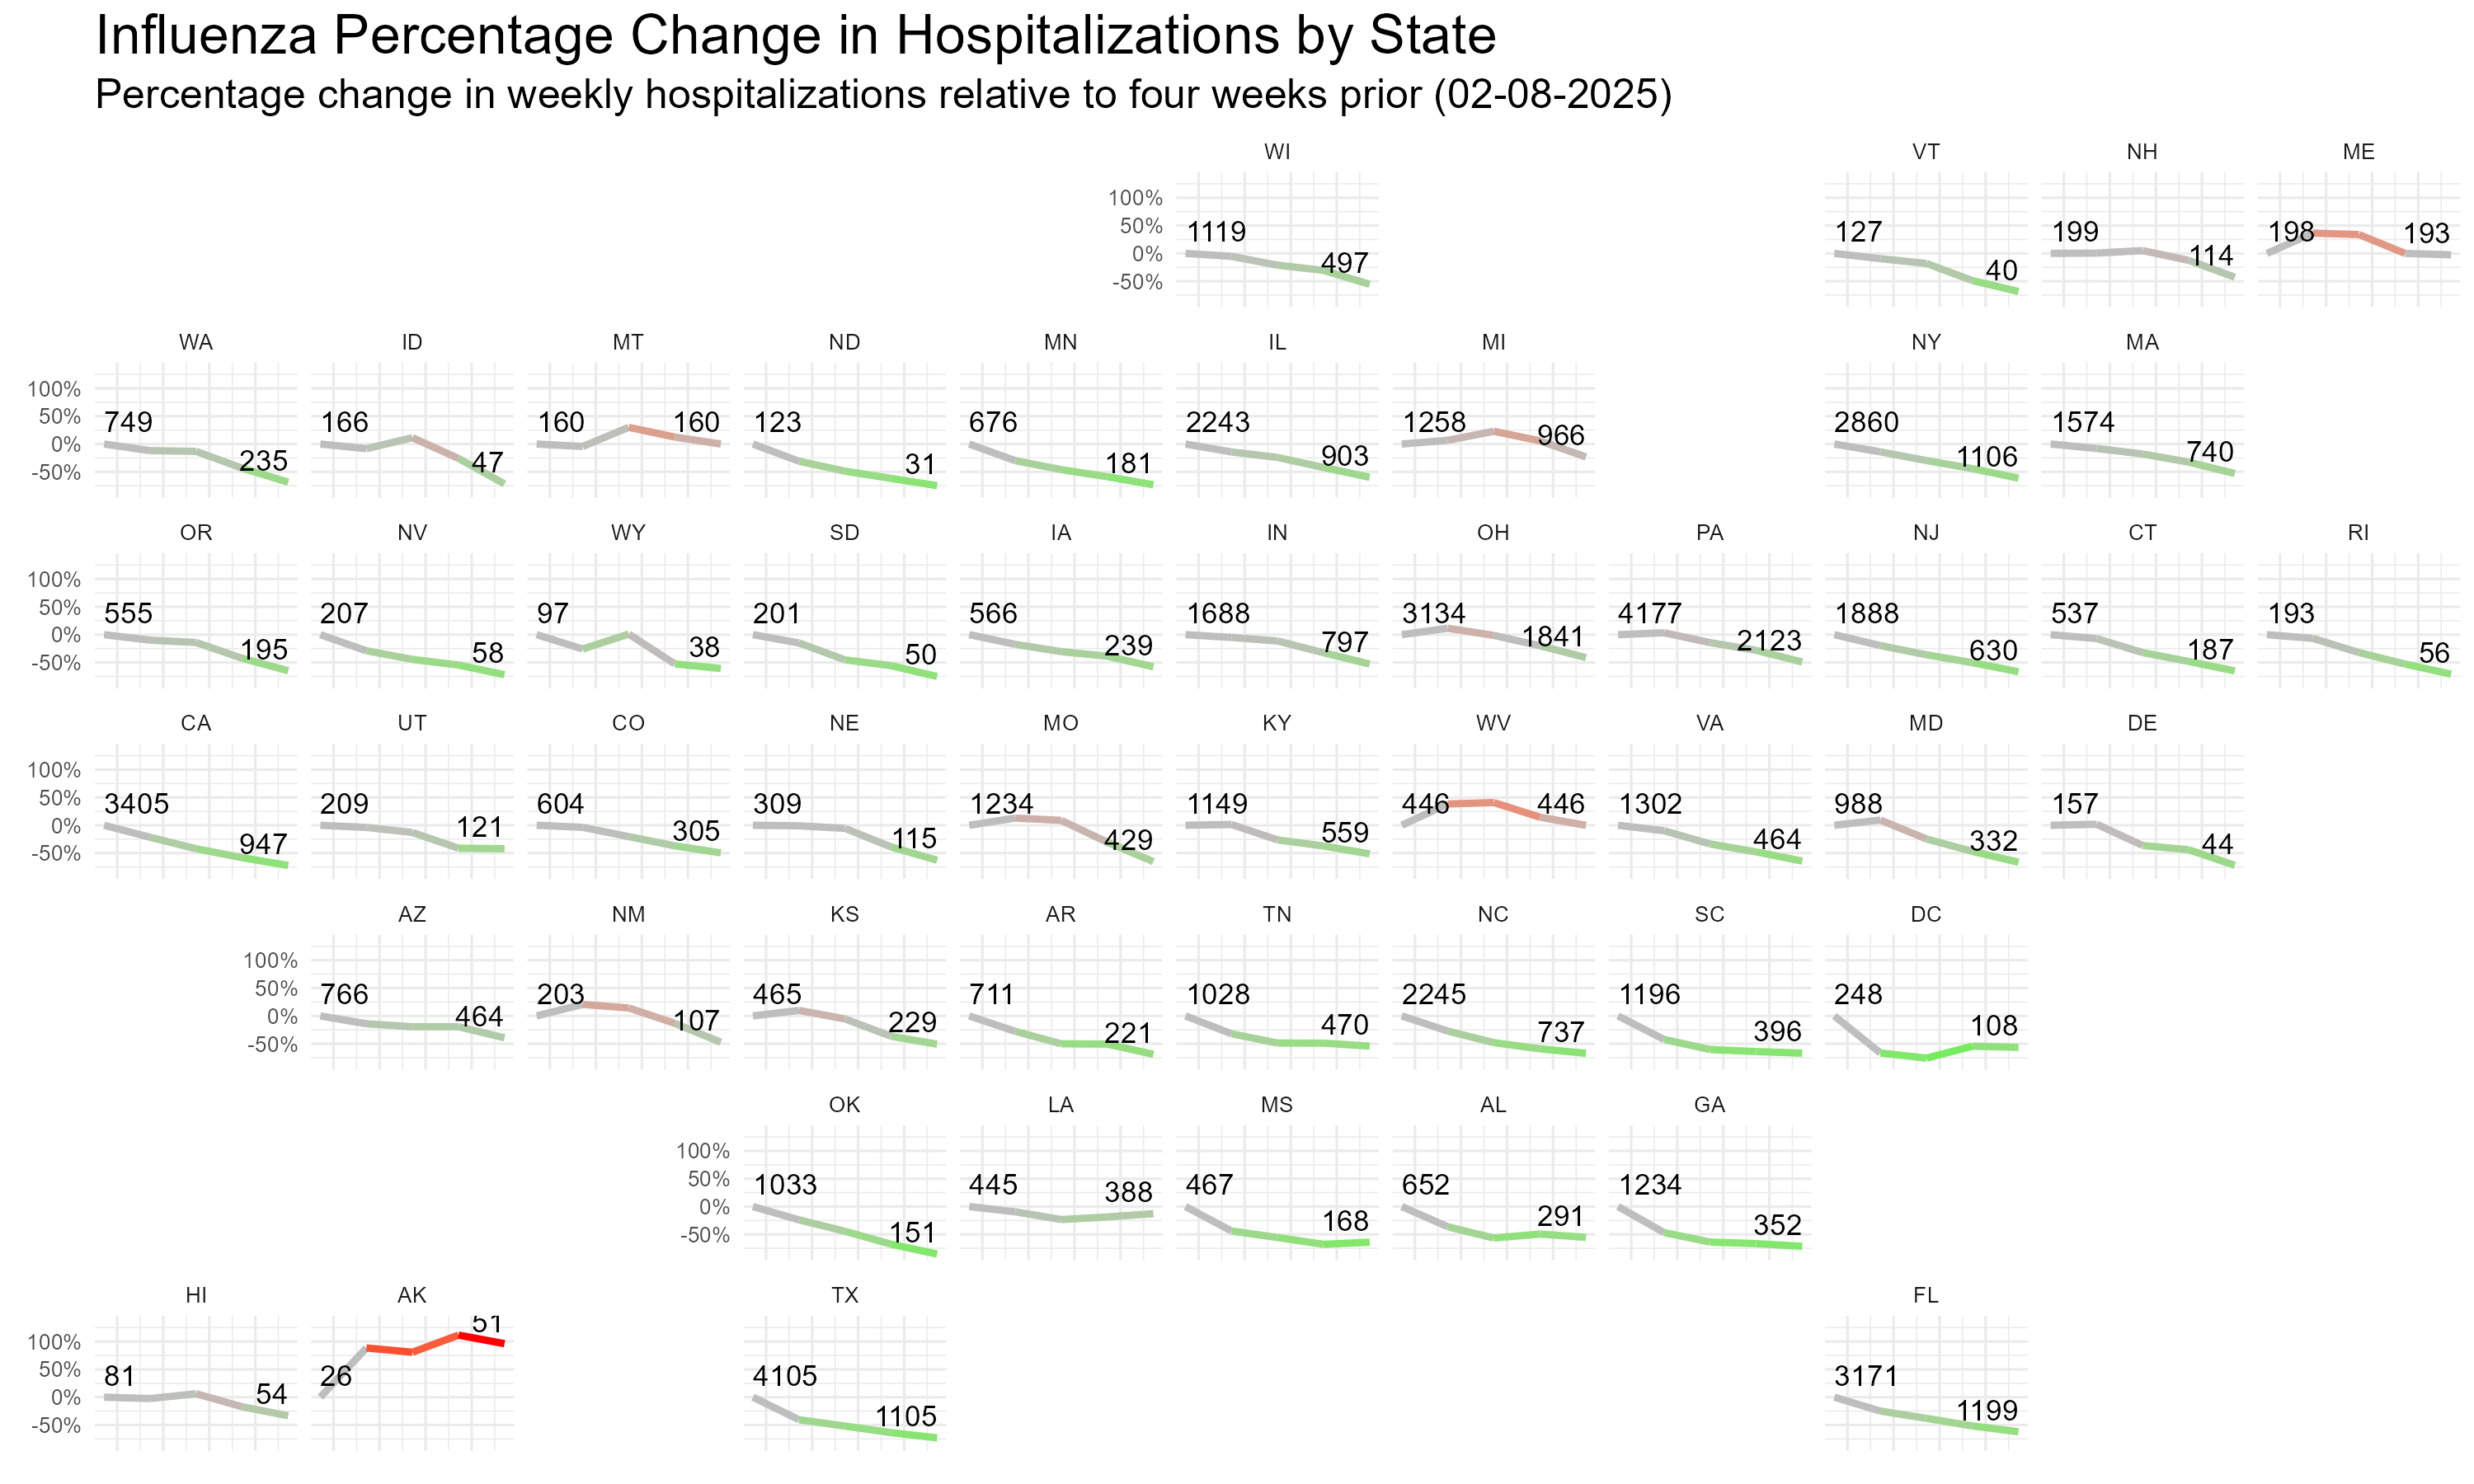 Influenza Percentage Change in Hospitalizations by State
Percentage change in weekly hospitalizations relative to four weeks prior (02-08-2025)
WI VT NH ME
100%
50%
0%
-50%
1119 497 127 40 199 114 198 193
WA ID MT ND MN IL MI NY MA
100%
50%
0%
-50%
749 235 166 47 160 160 123 31 676 181 2243 903 1258 966 2860 1106 1574 740
OR NV WY SD IA IN OH PA NJ CT RI
100%
50%
0%
-50%
555 195 207 58 97 38 201 50 566 239 1688 797 3134 1841 4177 2123 1888 630 537 187 193 56
CA UT CO NE MO KY WV VA MD DE
100%
50%
0%
-50%
3405 947 209 121 604 305 309 115 1234 429 1149 559 446 446 1302 464 988 332 157 44
AZ NM KS AR TN NC SC DC
100%
50%
0%
-50%
766 464 203 107 465 229 711 221 1028 470 2245 737 1196 396 248 108
OK LA MS AL GA
100%
50%
0%
-50%
1033 151 445 388 467 168 652 291 1234 352
HI AK TX FL
100%
50%
0%
-50%
81 54 26 51 4105 1105 3171 1199